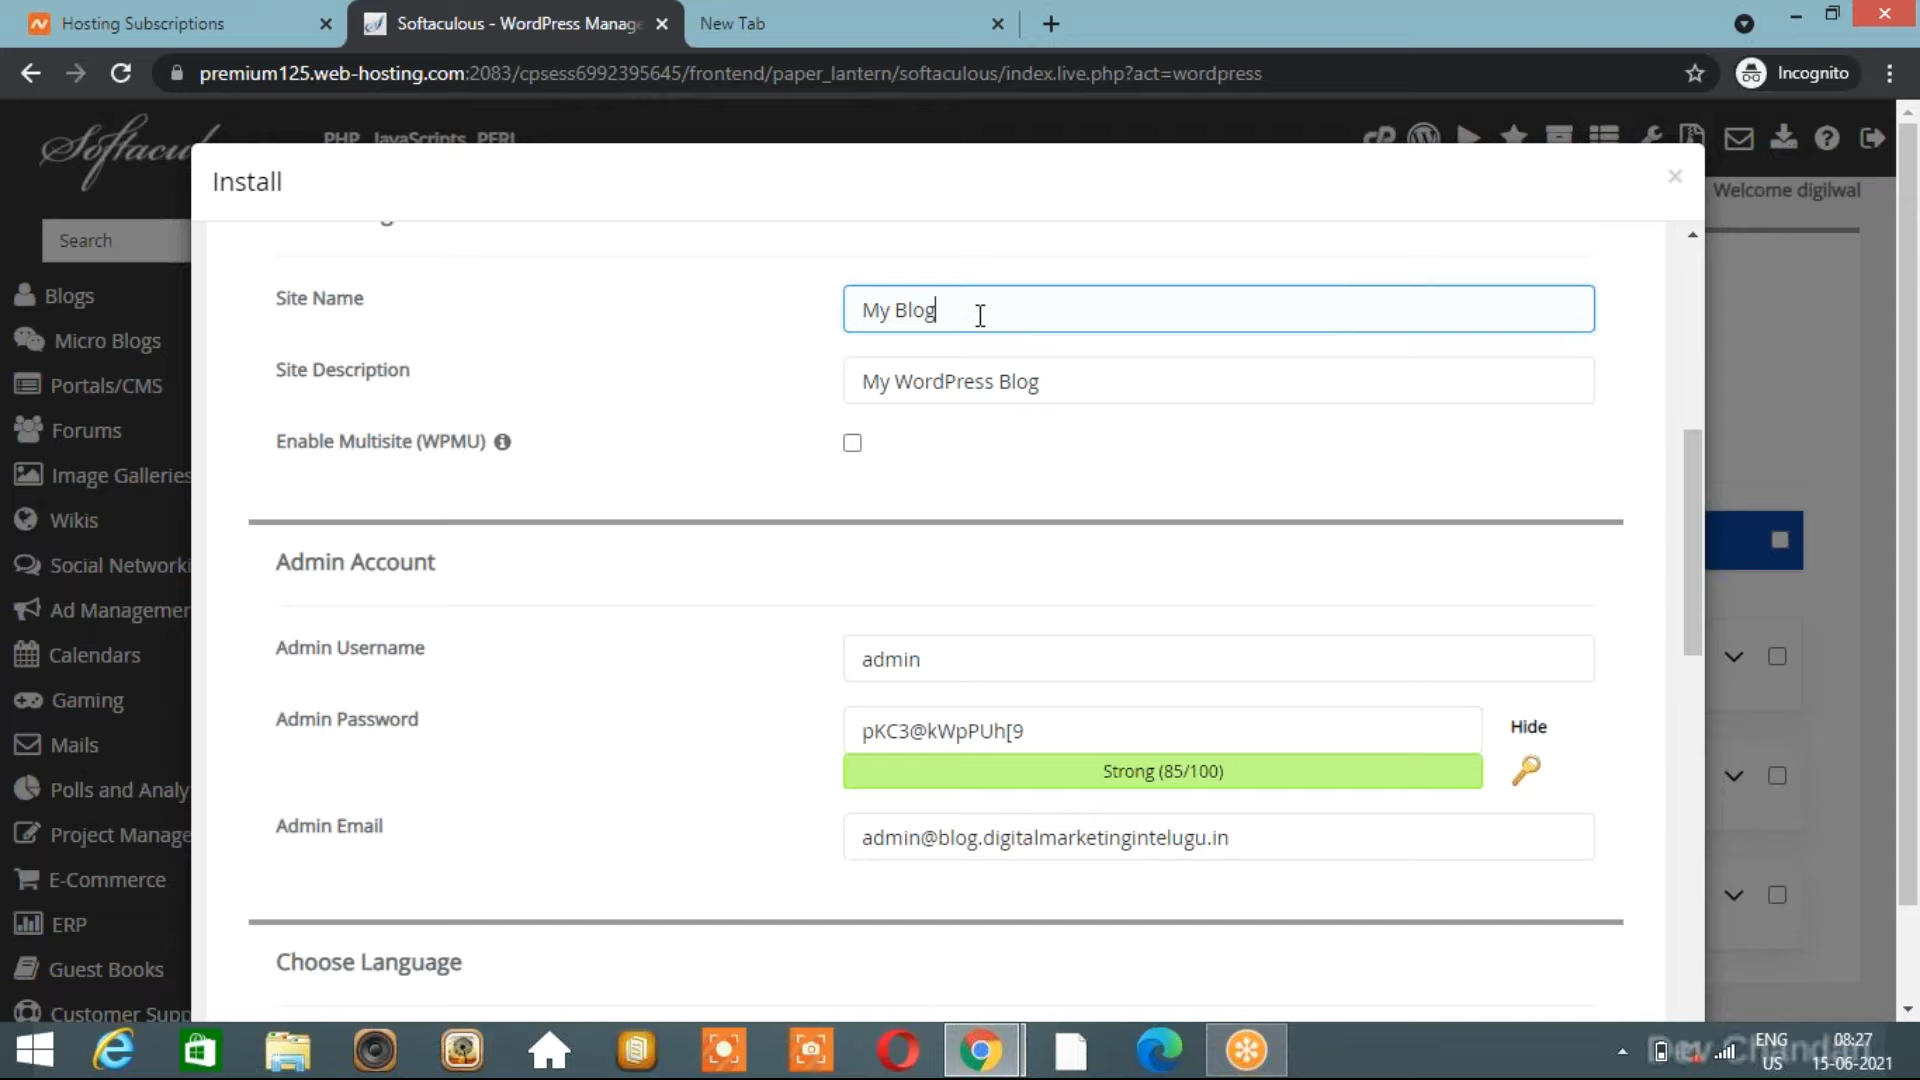 Hosting Subscriptions
Softaculous - WordPress Manage
New Tab
premium125.web-hosting.com:2083/cpsess6992395645/frontend/paper_lantern/softaculous/index.live.php?act=wordpress
Incognito
Softacu
PHP JavaScripts PERL
Install
Welcome digilwal
Search
Blogs
Micro Blogs
Portals/CMS
Forums
Image Galleries
Wikis
Social Networki
Ad Managemer
Calendars
Gaming
Mails
Polls and Analy
Project Manage
E-Commerce
ERP
Guest Books
Customer Supp
Site Name
My Blog
Site Description
My WordPress Blog
Enable Multisite (WPMU)
Admin Account
Admin Username
admin
Admin Password
pKC3@kWpPUh[9
Hide
Strong (85/100)
Admin Email
admin@blog.digitalmarketingintelugu.in
Choose Language
ENG
US
08:27
15-06-2021